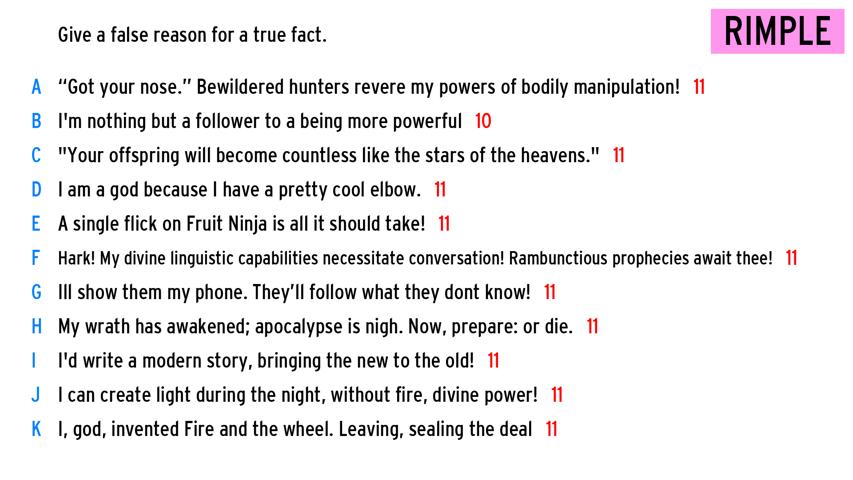 Give a false reason for a true fact.
RIMPLE
A “Got your nose.” Bewildered hunters revere my powers of bodily manipulation! 11
B I'm nothing but a follower to a being more powerful 10
C "Your offspring will become countless like the stars of the heavens." 11
D I am a god because I have a pretty cool elbow. 11
E A single flick on Fruit Ninja is all it should take! 11
F Hark! My divine linguistic capabilities necessitate conversation! Rambunctious prophecies await thee! 11
G Ill show them my phone. They’ll follow what they dont know! 11
H My wrath has awakened; apocalypse is nigh. Now, prepare: or die. 11
I I'd write a modern story, bringing the new to the old! 11
J I can create light during the night, without fire, divine power! 11
K I, god, invented Fire and the wheel. Leaving, sealing the deal 11